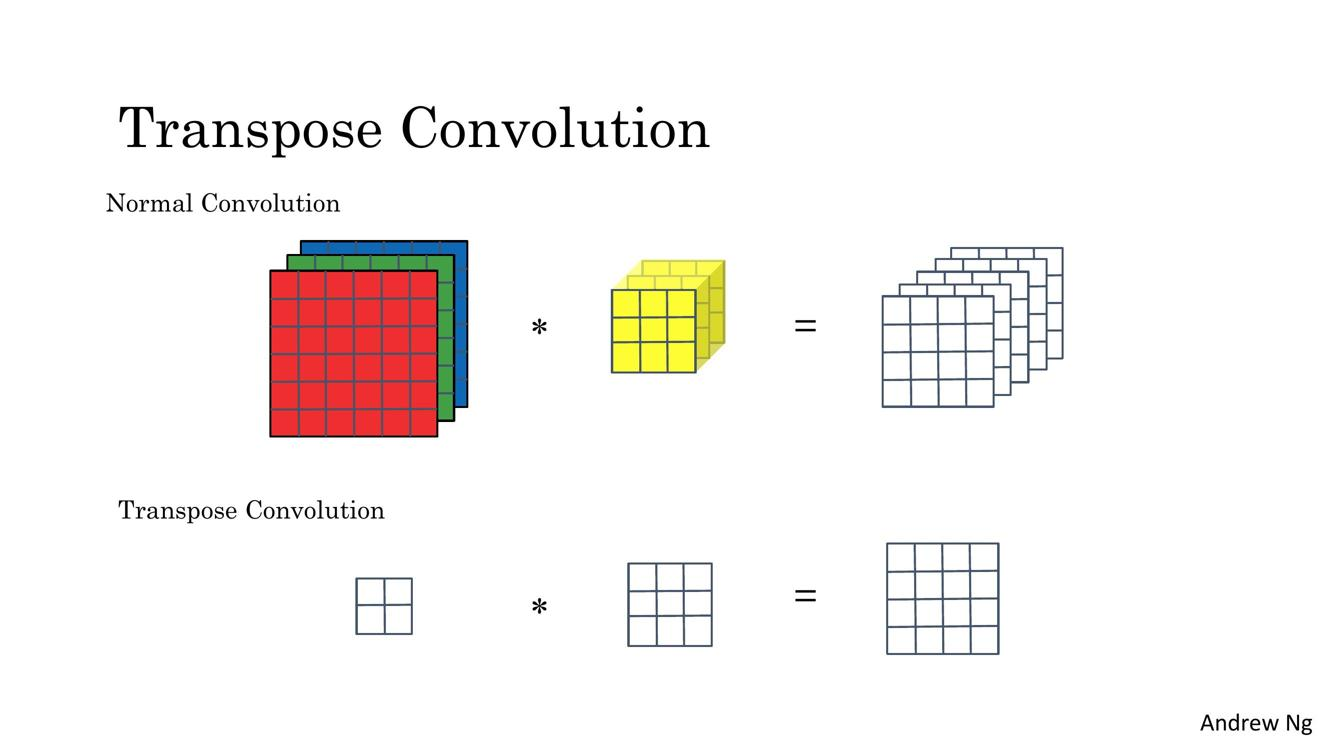 Transpose Convolution
Normal Convolution
* =
Transpose Convolution
* =
Andrew Ng